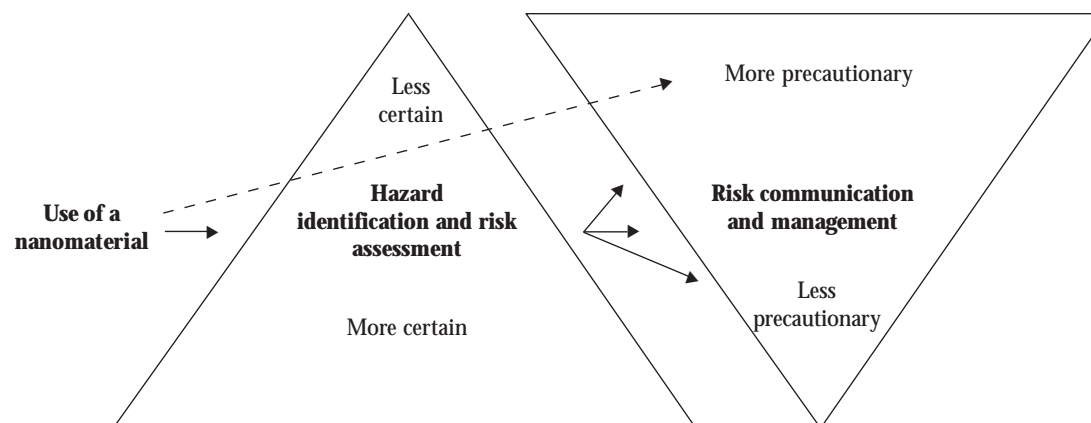 Less
certain
More precautionary
Use of a
nanomaterial
Hazard
identification and risk
assessment
Risk communication
and management
More certain
Less
precautionary